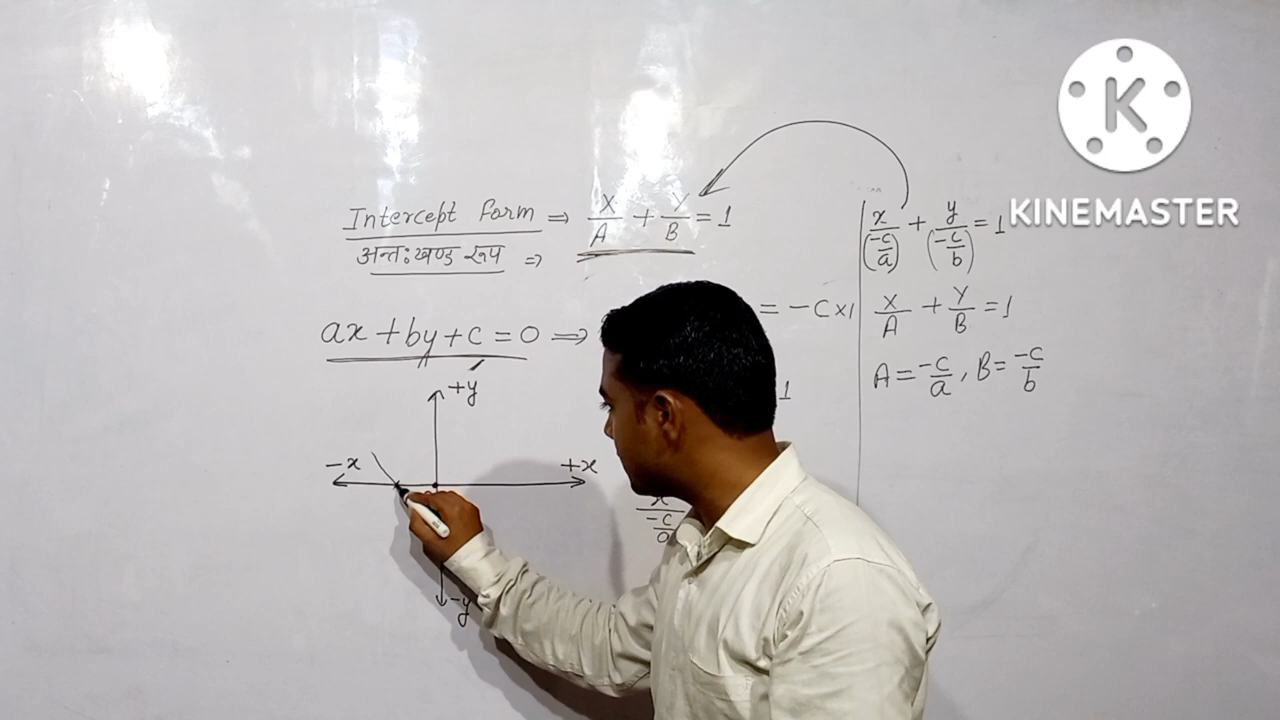 Intercept form ⇒ X/A + Y/B = 1
अन्तः खण्ड रूप ⇒
ax + by + c = 0 ⇒
= -C×1
1
+y
-x
+x
-y
x/(-c/a)
x/(-c/a) + y/(-c/b) = 1
X/A + Y/B = 1
A = -c/a, B = -c/b
K
KINEMASTER